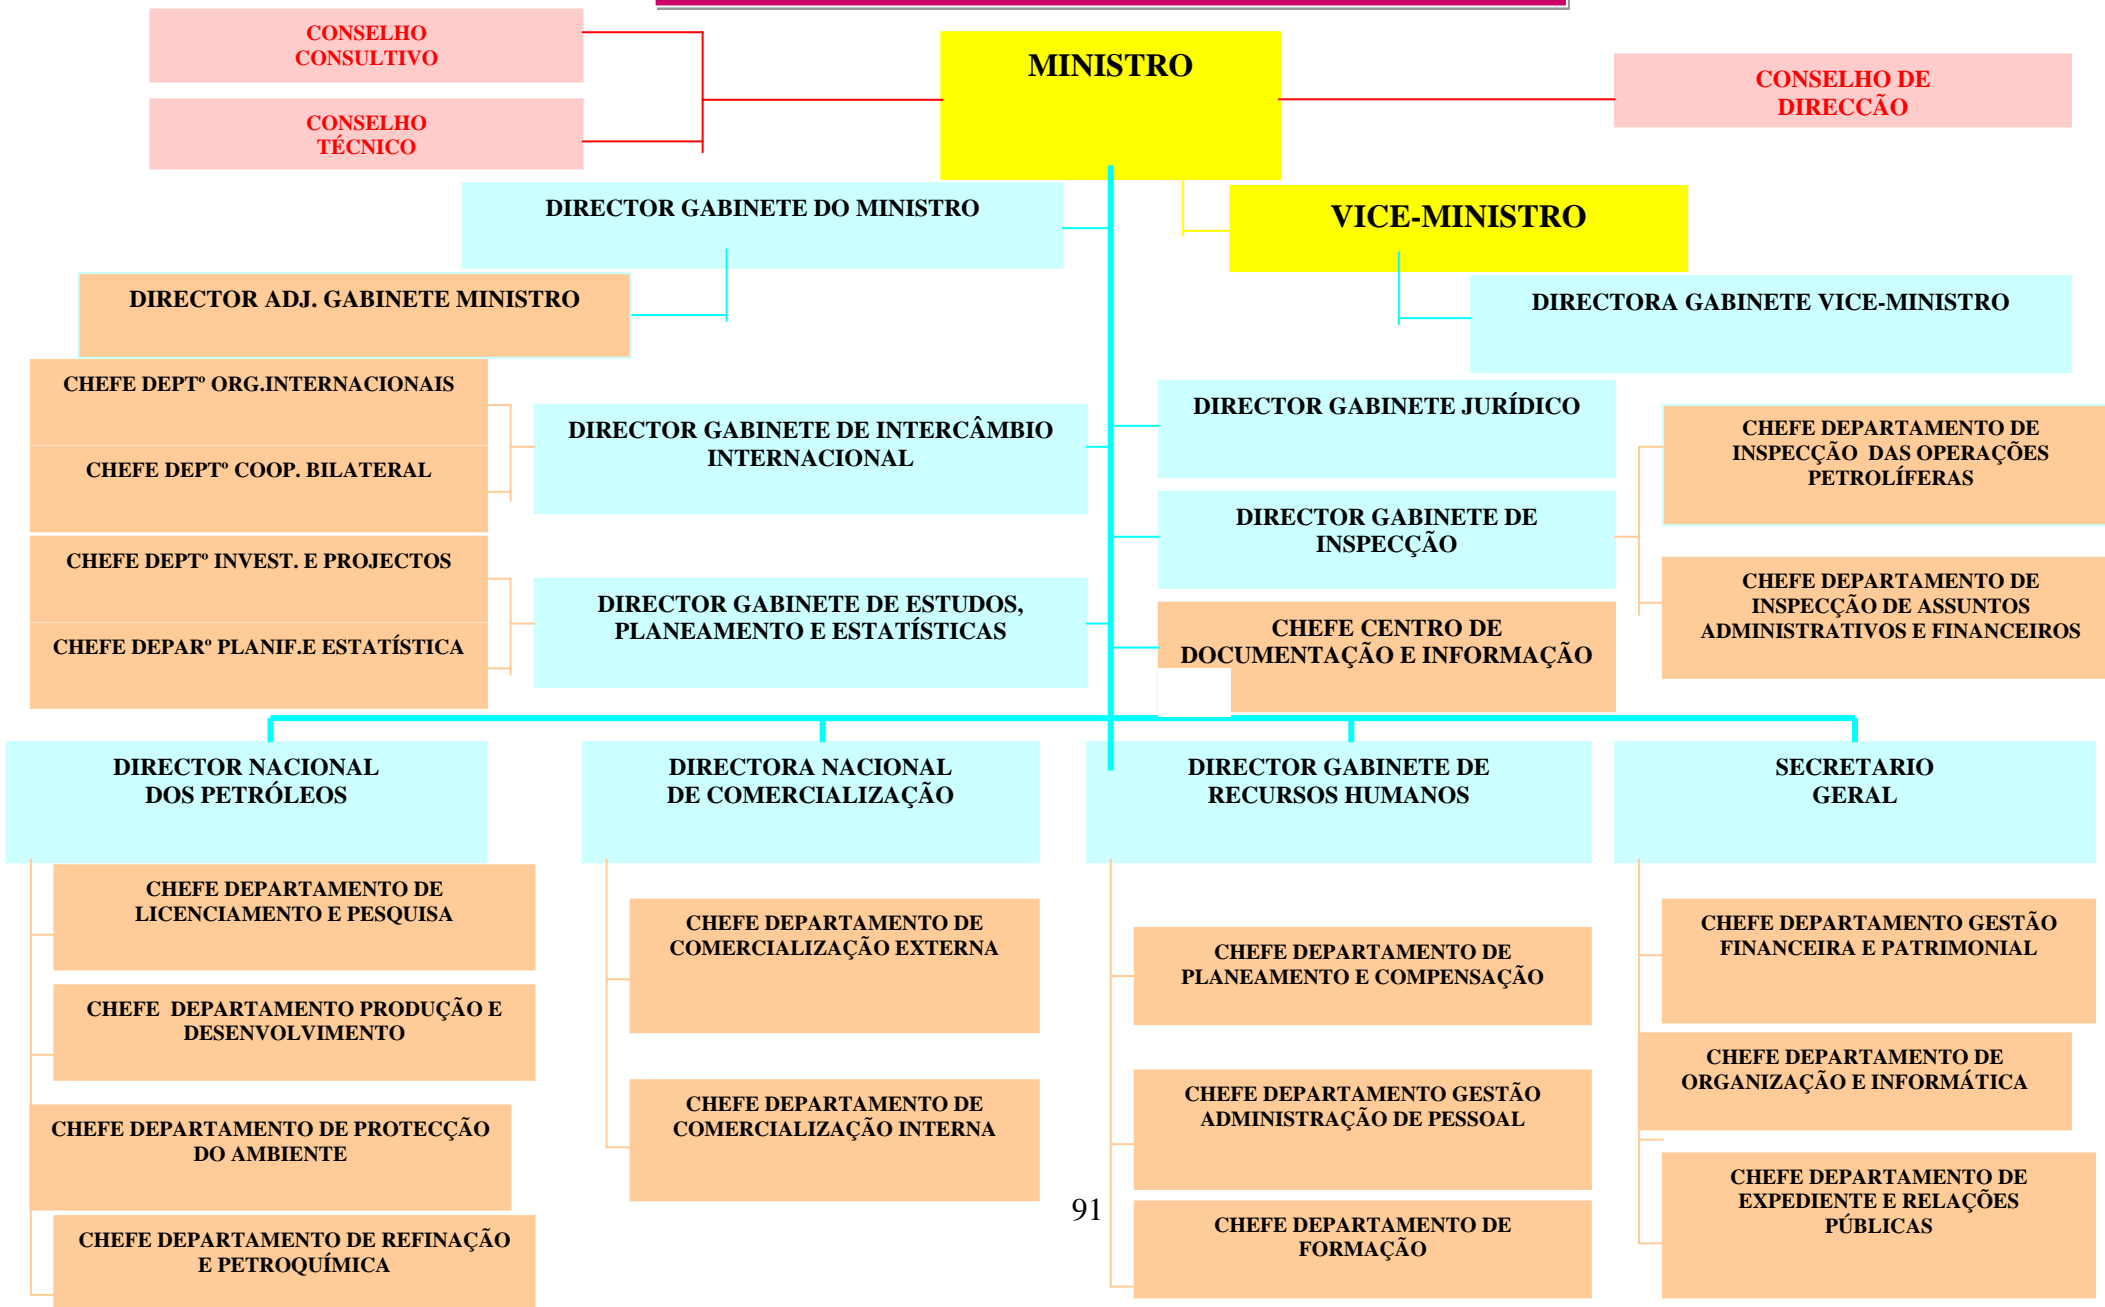 CONSELHO
CONSULTIVO
MINISTRO
CONSELHO DE
DIRECCÃO
CONSELHO
TÉCNICO
DIRECTOR GABINETE DO MINISTRO
VICE-MINISTRO
DIRECTOR ADJ. GABINETE MINISTRO
DIRECTORA GABINETE VICE-MINISTRO
CHEFE DEPTº ORG.INTERNACIONAIS
CHEFE DEPTº COOP. BILATERAL
DIRECTOR GABINETE DE INTERCÂMBIO
INTERNACIONAL
DIRECTOR GABINETE JURÍDICO
CHEFE DEPARTAMENTO DE
INSPECÇÃO  DAS OPERAÇÕES
PETROLÍFERAS
DIRECTOR GABINETE DE
INSPECÇÃO
CHEFE DEPTº INVEST. E PROJECTOS
CHEFE DEPARº PLANIF.E ESTATÍSTICA
DIRECTOR GABINETE DE ESTUDOS,
PLANEAMENTO E ESTATÍSTICAS
CHEFE CENTRO DE
DOCUMENTAÇÃO E INFORMAÇÃO
CHEFE DEPARTAMENTO DE
INSPECÇÃO DE ASSUNTOS
ADMINISTRATIVOS E FINANCEIROS
DIRECTOR NACIONAL
DOS PETRÓLEOS
DIRECTORA NACIONAL
DE COMERCIALIZAÇÃO
DIRECTOR GABINETE DE
RECURSOS HUMANOS
SECRETARIO
GERAL
CHEFE DEPARTAMENTO DE
LICENCIAMENTO E PESQUISA
CHEFE  DEPARTAMENTO PRODUÇÃO E
DESENVOLVIMENTO
CHEFE DEPARTAMENTO DE PROTECÇÃO
DO AMBIENTE
CHEFE DEPARTAMENTO DE REFINAÇÃO
E PETROQUÍMICA
CHEFE DEPARTAMENTO DE
COMERCIALIZAÇÃO EXTERNA
CHEFE DEPARTAMENTO DE
COMERCIALIZAÇÃO INTERNA
CHEFE DEPARTAMENTO DE
PLANEAMENTO E COMPENSAÇÃO
CHEFE DEPARTAMENTO GESTÃO
ADMINISTRAÇÃO DE PESSOAL
CHEFE DEPARTAMENTO DE
FORMAÇÃO
CHEFE DEPARTAMENTO GESTÃO
FINANCEIRA E PATRIMONIAL
CHEFE DEPARTAMENTO DE
ORGANIZAÇÃO E INFORMÁTICA
CHEFE DEPARTAMENTO DE
EXPEDIENTE E RELAÇÕES
PÚBLICAS
91